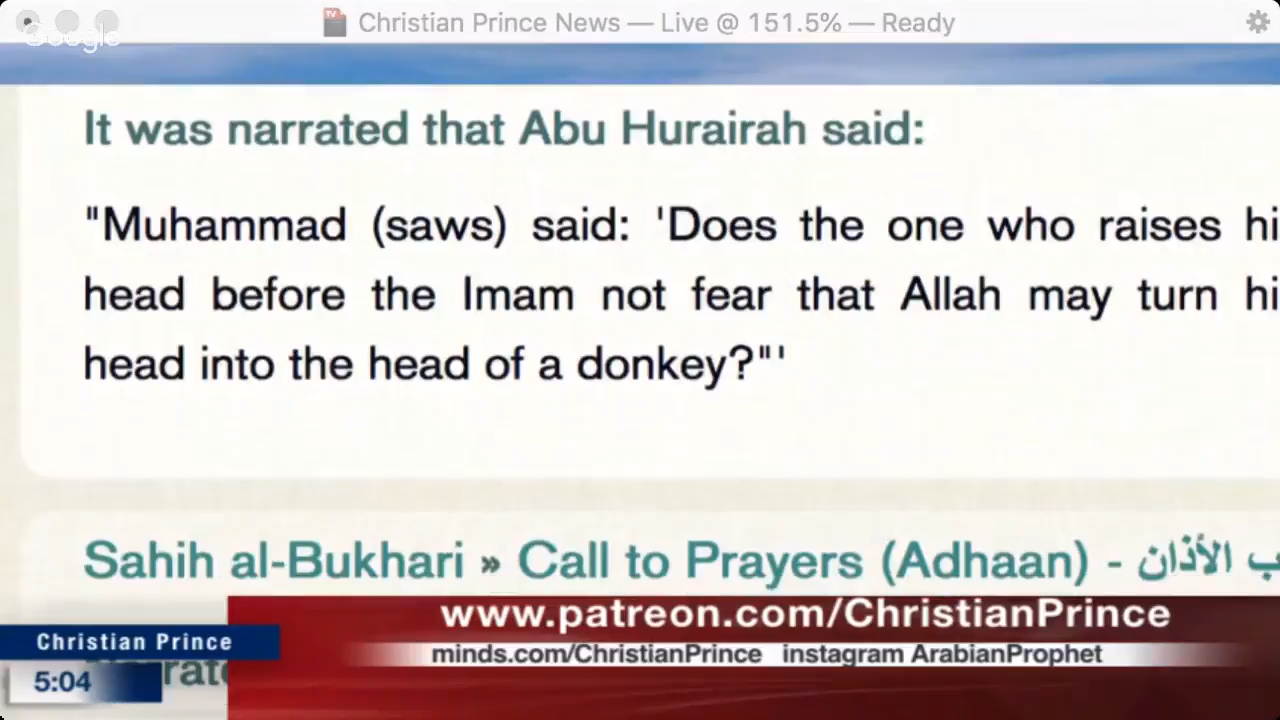 Christian Prince News — Live @ 151.5% — Ready
Google
It was narrated that Abu Hurairah said:
"Muhammad (saws) said: 'Does the one who raises hi
head before the Imam not fear that Allah may turn hi
head into the head of a donkey?"'
Sahih al-Bukhari » Call to Prayers (Adhaan) - ب الأذان
www.patreon.com/ChristianPrince
Christian Prince
minds.com/ChristianPrince instagram ArabianProphet
5:04